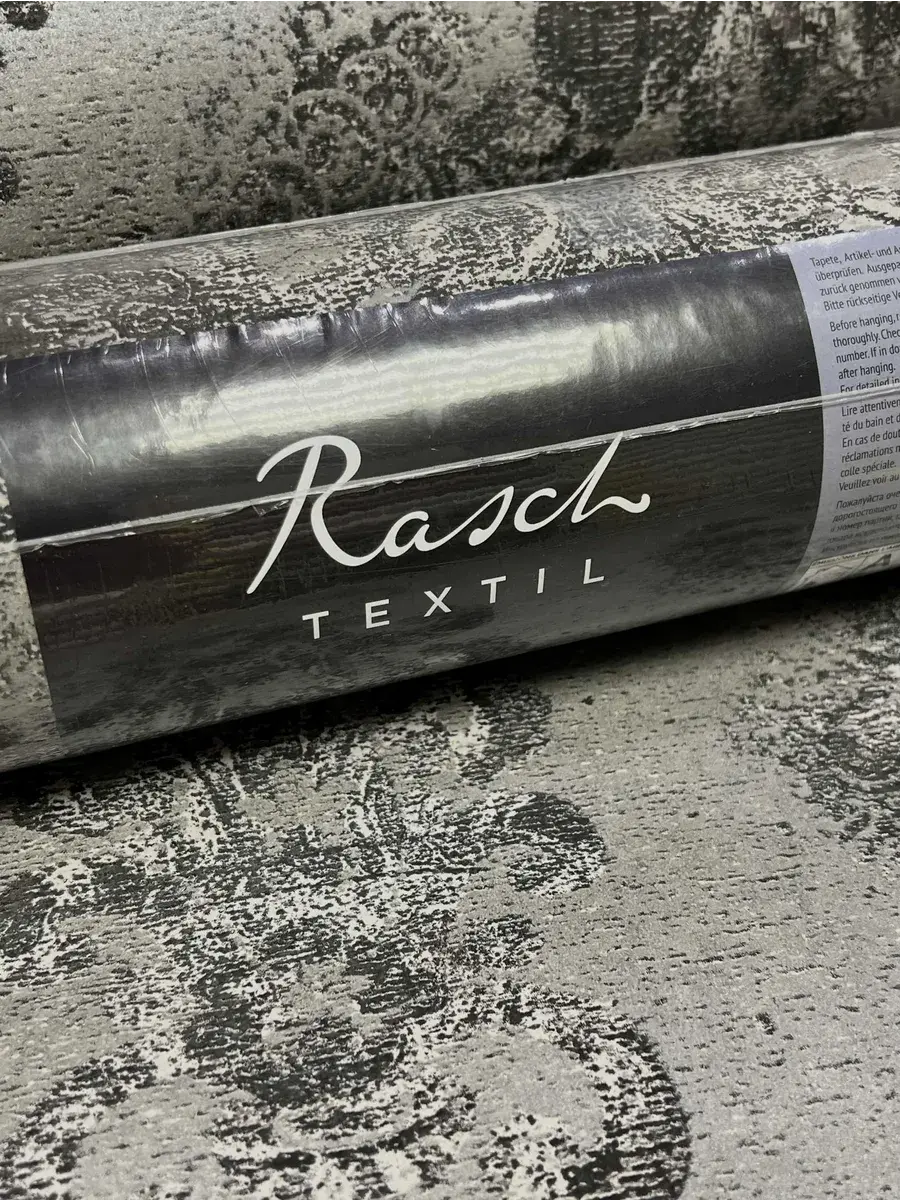 Rasch
TEXTIL
Tapete, Artikel- und A
überprüfen. Ausgepa
zurück genommen
Bitte rückseitige Ve
Before hanging,
thoroughly. Chec
number. If in do
after hanging.
For detailed in
Lire attentiven
té du bain et d
En cas de dout
réclamations n
colle spéciale.
Veuillez voir au
Пожалуйста
дорогостоящего
и номер партии